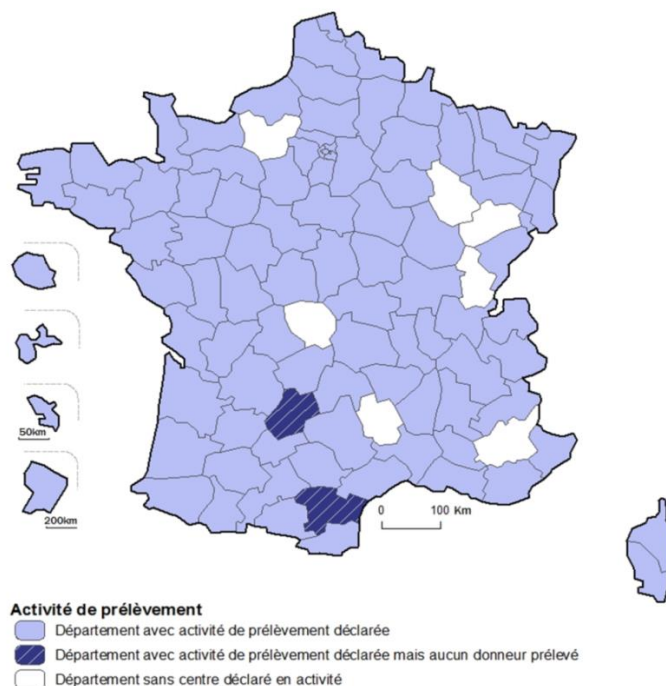 50km
200km
0 100 Km
Activité de prélèvement
Département avec activité de prélèvement déclarée
Département avec activité de prélèvement déclarée mais aucun donneur prélevé
Département sans centre déclaré en activité